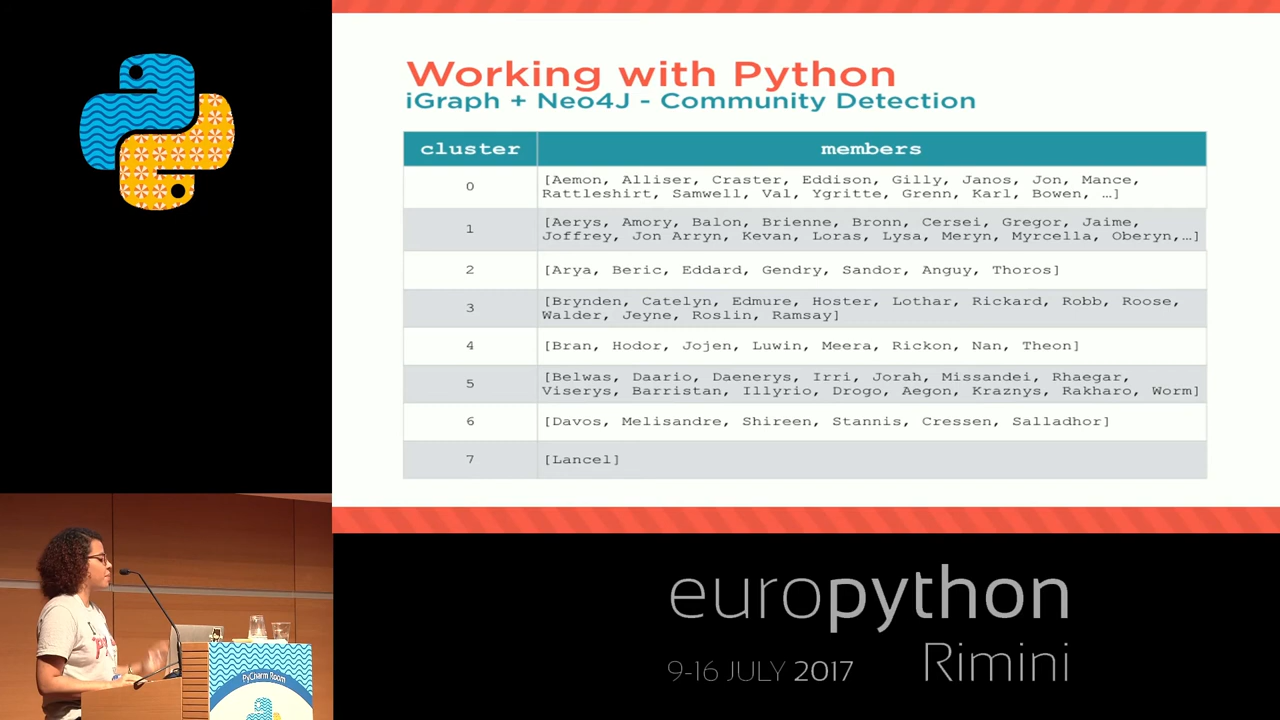 Working with Python
iGraph + Neo4J - Community Detection
cluster members
0 [Aemon, Alliser, Craster, Eddison, Gilly, Janos, Jon, Mance,
Rattleshirt, Samwell, Val, Ygritte, Grenn, Karl, Bowen, …]
1 [Aerys, Amory, Balon, Brienne, Bronn, Cersei, Gregor, Jaime,
Joffrey, Jon Arryn, Kevan, Loras, Lysa, Meryn, Myrcella, Oberyn,…]
2 [Arya, Beric, Eddard, Gendry, Sandor, Anguy, Thoros]
3 [Brynden, Catelyn, Edmure, Hoster, Lothar, Rickard, Robb, Roose,
Walder, Jeyne, Roslin, Ramsay]
4 [Bran, Hodor, Jojen, Luwin, Meera, Rickon, Nan, Theon]
5 [Belwas, Daario, Daenerys, Irri, Jorah, Missandei, Rhaegar,
Viserys, Barristan, Illyrio, Drogo, Aegon, Kraznys, Rakharo, Worm]
6 [Davos, Melisandre, Shireen, Stannis, Cressen, Salladhor]
7 [Lancel]
europython
Rimini
9-16 JULY 2017
PyCharm Room